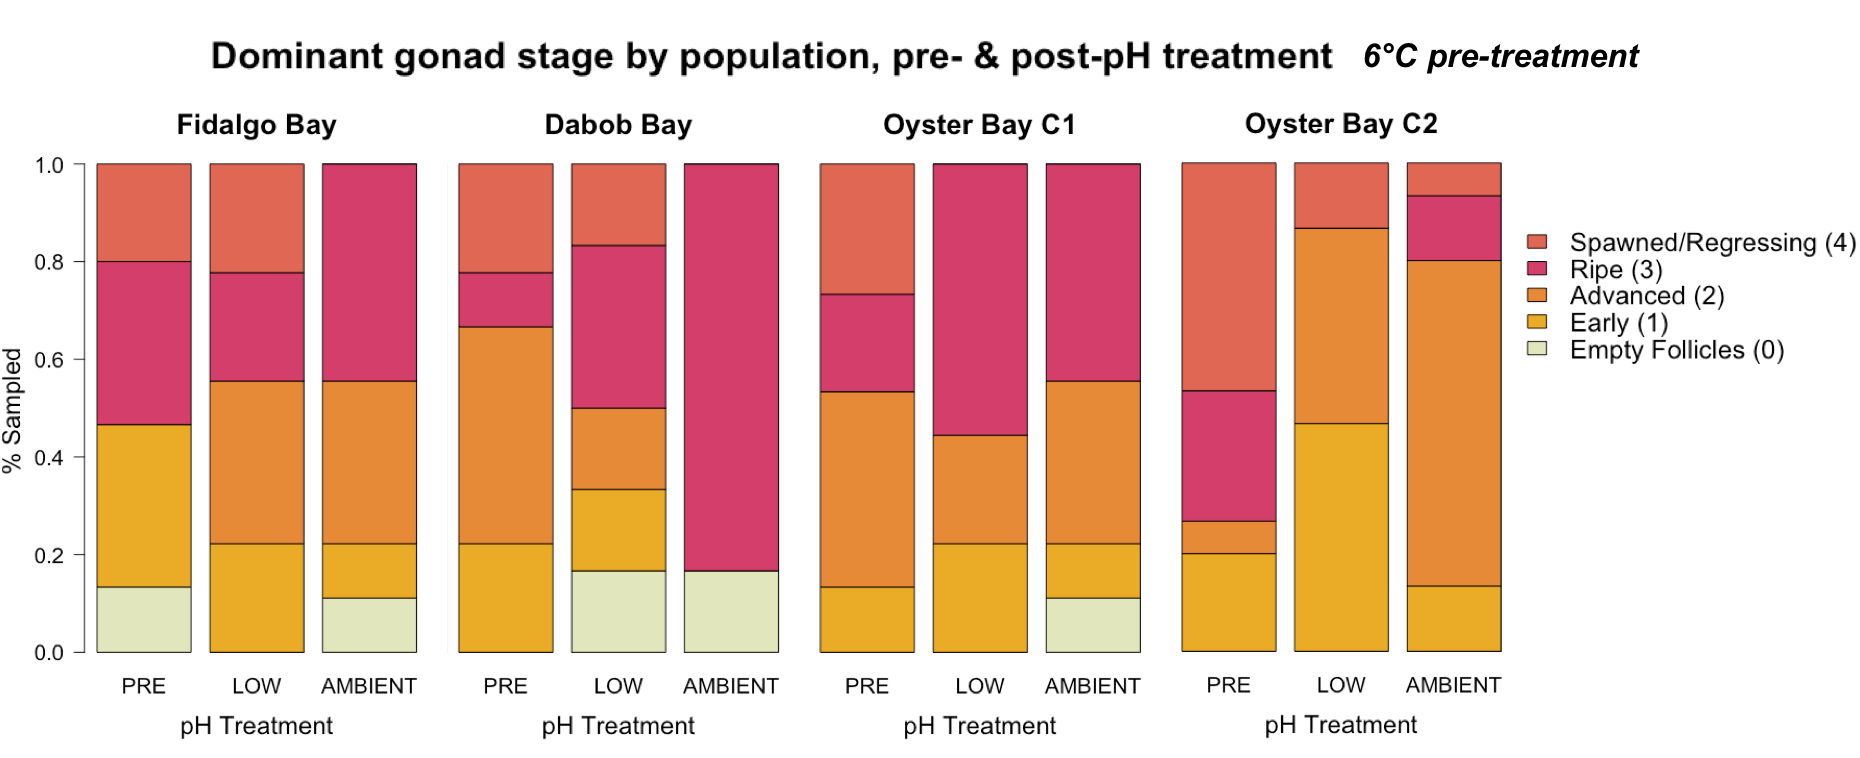 Dominant gonad stage by population, pre- & post-pH treatment 6°C pre-treatment
Fidalgo Bay Dabob Bay Oyster Bay C1 Oyster Bay C2
% Sampled
1.0
0.8
0.6
0.4
0.2
0.0
PRE LOW AMBIENT PRE LOW AMBIENT PRE LOW AMBIENT PRE LOW AMBIENT
pH Treatment pH Treatment pH Treatment pH Treatment
Spawned/Regressing (4)
Ripe (3)
Advanced (2)
Early (1)
Empty Follicles (0)